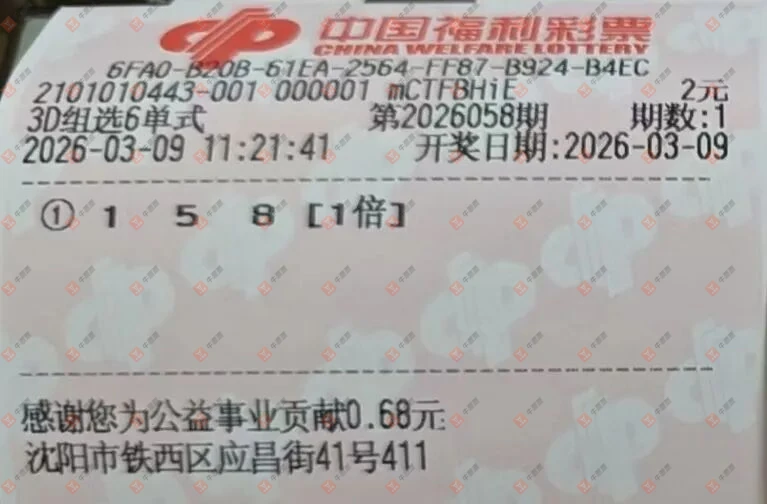 中国福利彩票
CHINA WELFARE LOTTERY
6FA0-B20B-61EA-2564-FF87-B924-B4EC
2101010443-001 000001 mCTFBHiE 2元
3D组选6单式 第2026058期 期数:1
2026-03-09 11:21:41 开奖日期:2026-03-09
① 1 5 8 [1倍]
感谢您为公益事业贡献0.68元
沈阳市铁西区应昌街41号411